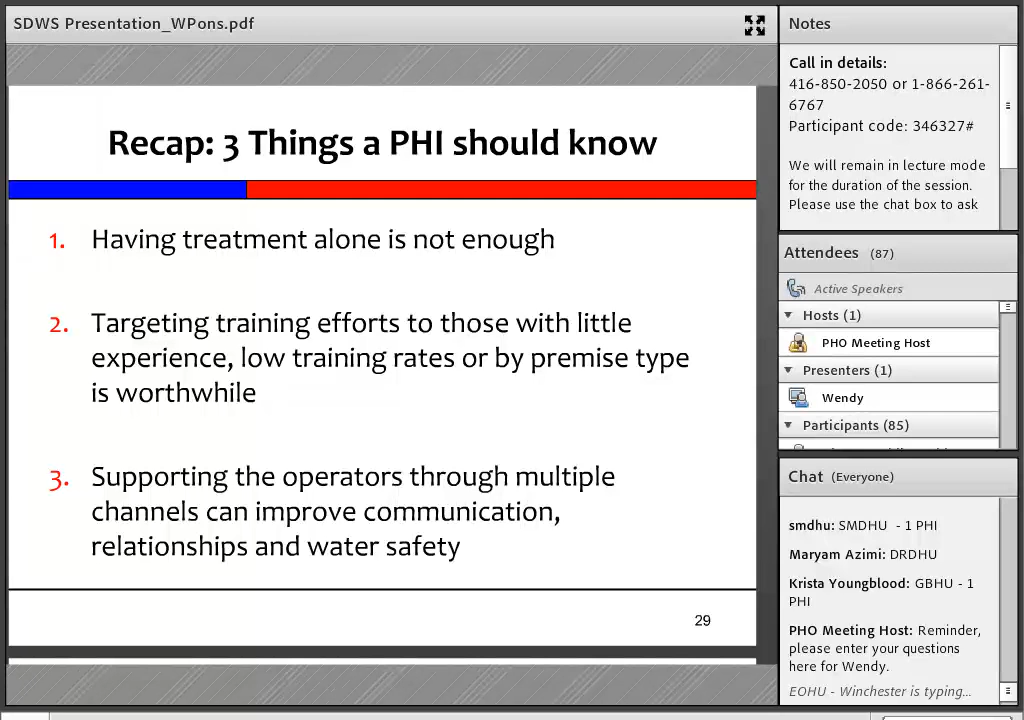 SDWS Presentation_WPons.pdf
Recap: 3 Things a PHI should know
1. Having treatment alone is not enough
2. Targeting training efforts to those with little
experience, low training rates or by premise type
is worthwhile
3. Supporting the operators through multiple
channels can improve communication,
relationships and water safety
29
Notes
Call in details:
416-850-2050 or 1-866-261-
6767
Participant code: 346327#
We will remain in lecture mode
for the duration of the session.
Please use the chat box to ask
Attendees (87)
Active Speakers
Hosts (1)
PHO Meeting Host
Presenters (1)
Wendy
Participants (85)
Chat (Everyone)
smdhu: SMDHU - 1 PHI
Maryam Azimi: DRDHU
Krista Youngblood: GBHU - 1
PHI
PHO Meeting Host: Reminder,
please enter your questions
here for Wendy.
EOHU - Winchester is typing...